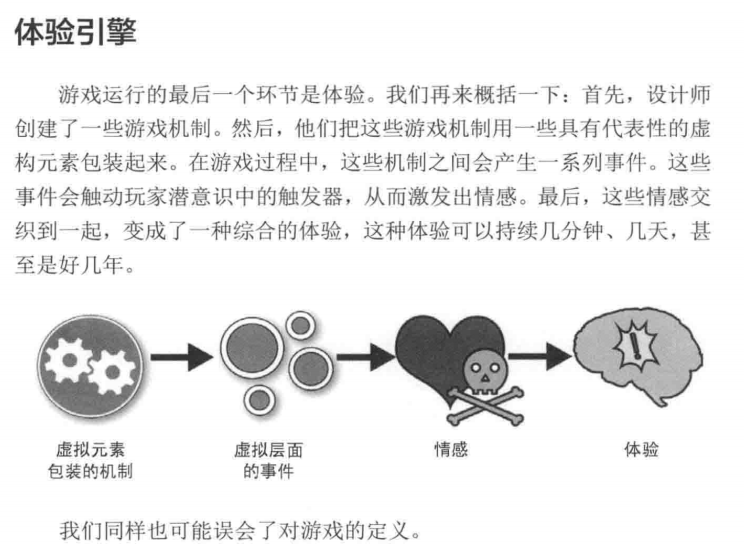 体验引擎
游戏运行的最后一个环节是体验。我们再来概括一下：首先，设计师
创建了一些游戏机制。然后，他们把这些游戏机制用一些具有代表性的虚
构元素包装起来。在游戏过程中，这些机制之间会产生一系列事件。这些
事件会触动玩家潜意识中的触发器，从而激发出情感。最后，这些情感交
织到一起，变成了一种综合的体验，这种体验可以持续几分钟、几天，甚
至是好几年。
虚拟元素
包装的机制
虚拟层面
的事件
情感
体验
我们同样也可能误会了对游戏的定义。